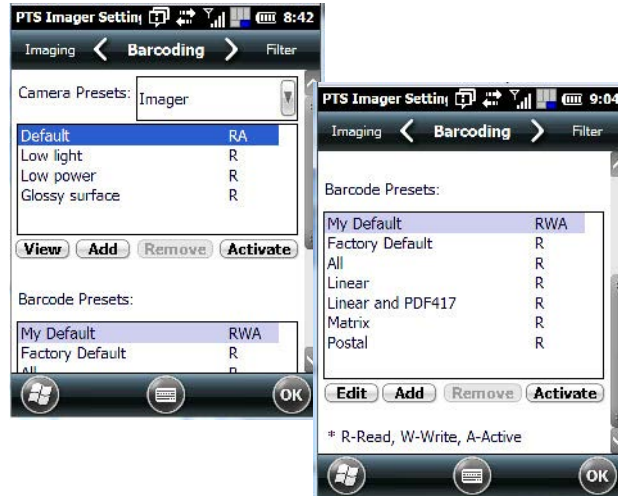 PTS Imager Settin 8:42
Imaging Barcoding Filter
Camera Presets: Imager
Default RA
Low light R
Low power R
Glossy surface R
View Add Remove Activate
Barcode Presets:
My Default RWA
Factory Default R
All R
OK
PTS Imager Settin 9:04
Imaging Barcoding Filter
Barcode Presets:
My Default RWA
Factory Default R
All R
Linear R
Linear and PDF417 R
Matrix R
Postal R
Edit Add Remove Activate
* R-Read, W-Write, A-Active
OK